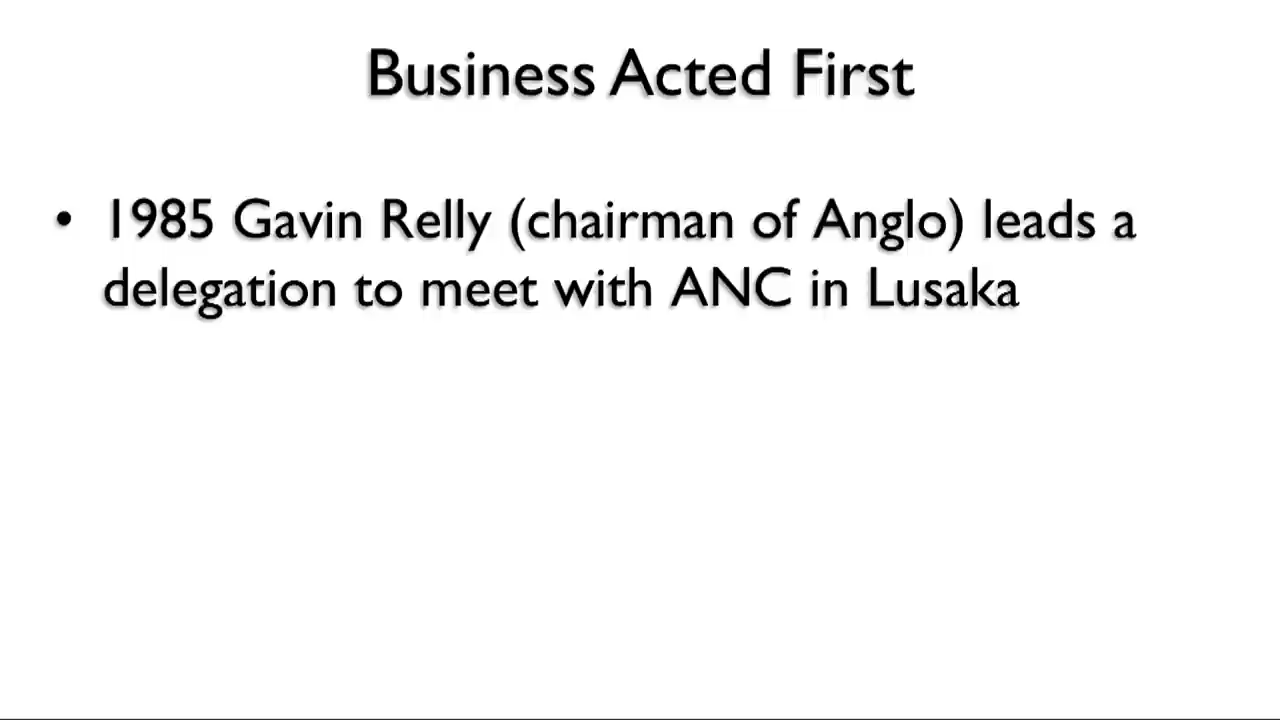 Business Acted First
• 1985 Gavin Relly (chairman of Anglo) leads a
delegation to meet with ANC in Lusaka